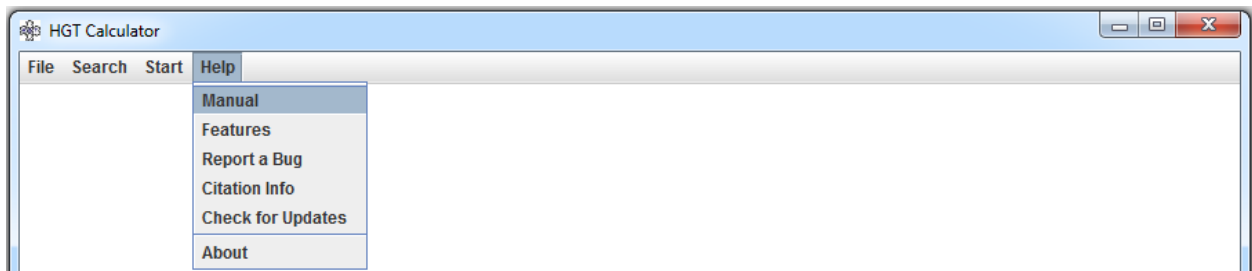 HGT Calculator
File Search Start Help
Manual
Features
Report a Bug
Citation Info
Check for Updates
About